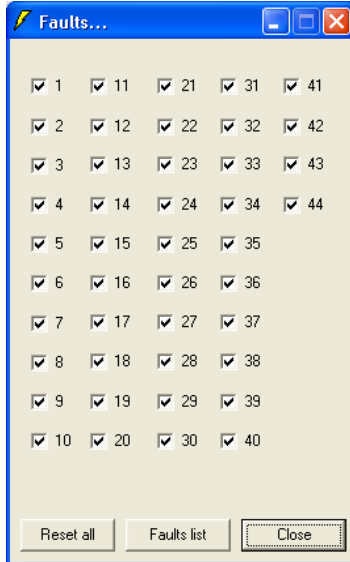 Faults...
1 11 21 31 41
2 12 22 32 42
3 13 23 33 43
4 14 24 34 44
5 15 25 35
6 16 26 36
7 17 27 37
8 18 28 38
9 19 29 39
10 20 30 40
Reset all Faults list Close